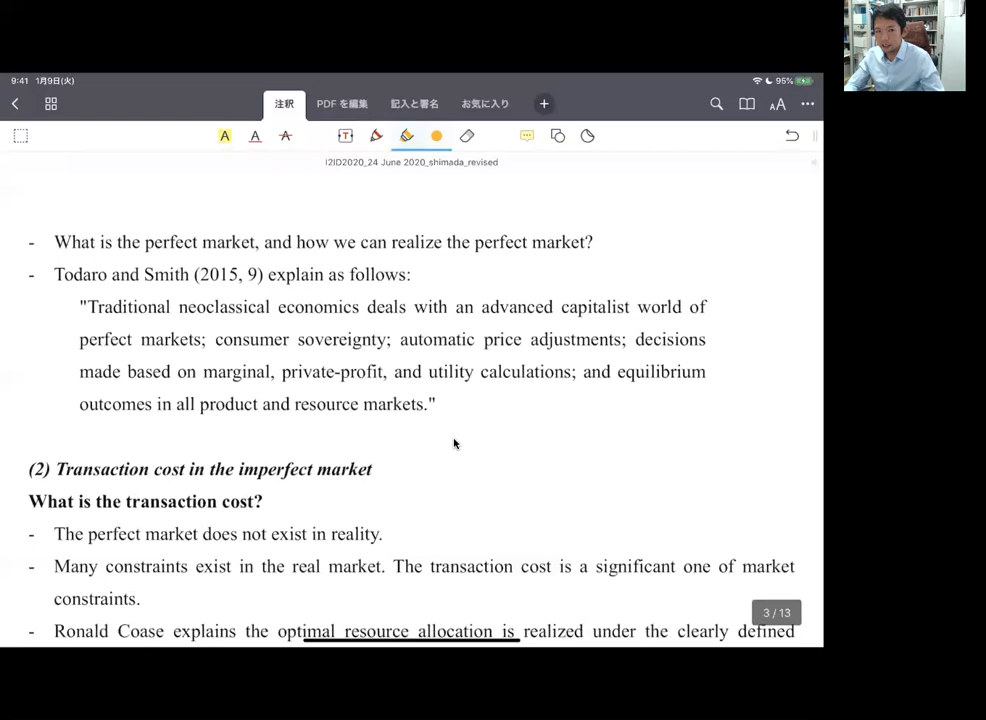 9:41 1月9日(火) 95%
注釈 PDF を編集 記入と署名 お気に入り
I2ID2020_24 June 2020_shimada_revised
- What is the perfect market, and how we can realize the perfect market?
- Todaro and Smith (2015, 9) explain as follows:
"Traditional neoclassical economics deals with an advanced capitalist world of
perfect markets; consumer sovereignty; automatic price adjustments; decisions
made based on marginal, private-profit, and utility calculations; and equilibrium
outcomes in all product and resource markets."
(2) Transaction cost in the imperfect market
What is the transaction cost?
- The perfect market does not exist in reality.
- Many constraints exist in the real market. The transaction cost is a significant one of market
constraints.
3 / 13
- Ronald Coase explains the optimal resource allocation is realized under the clearly defined